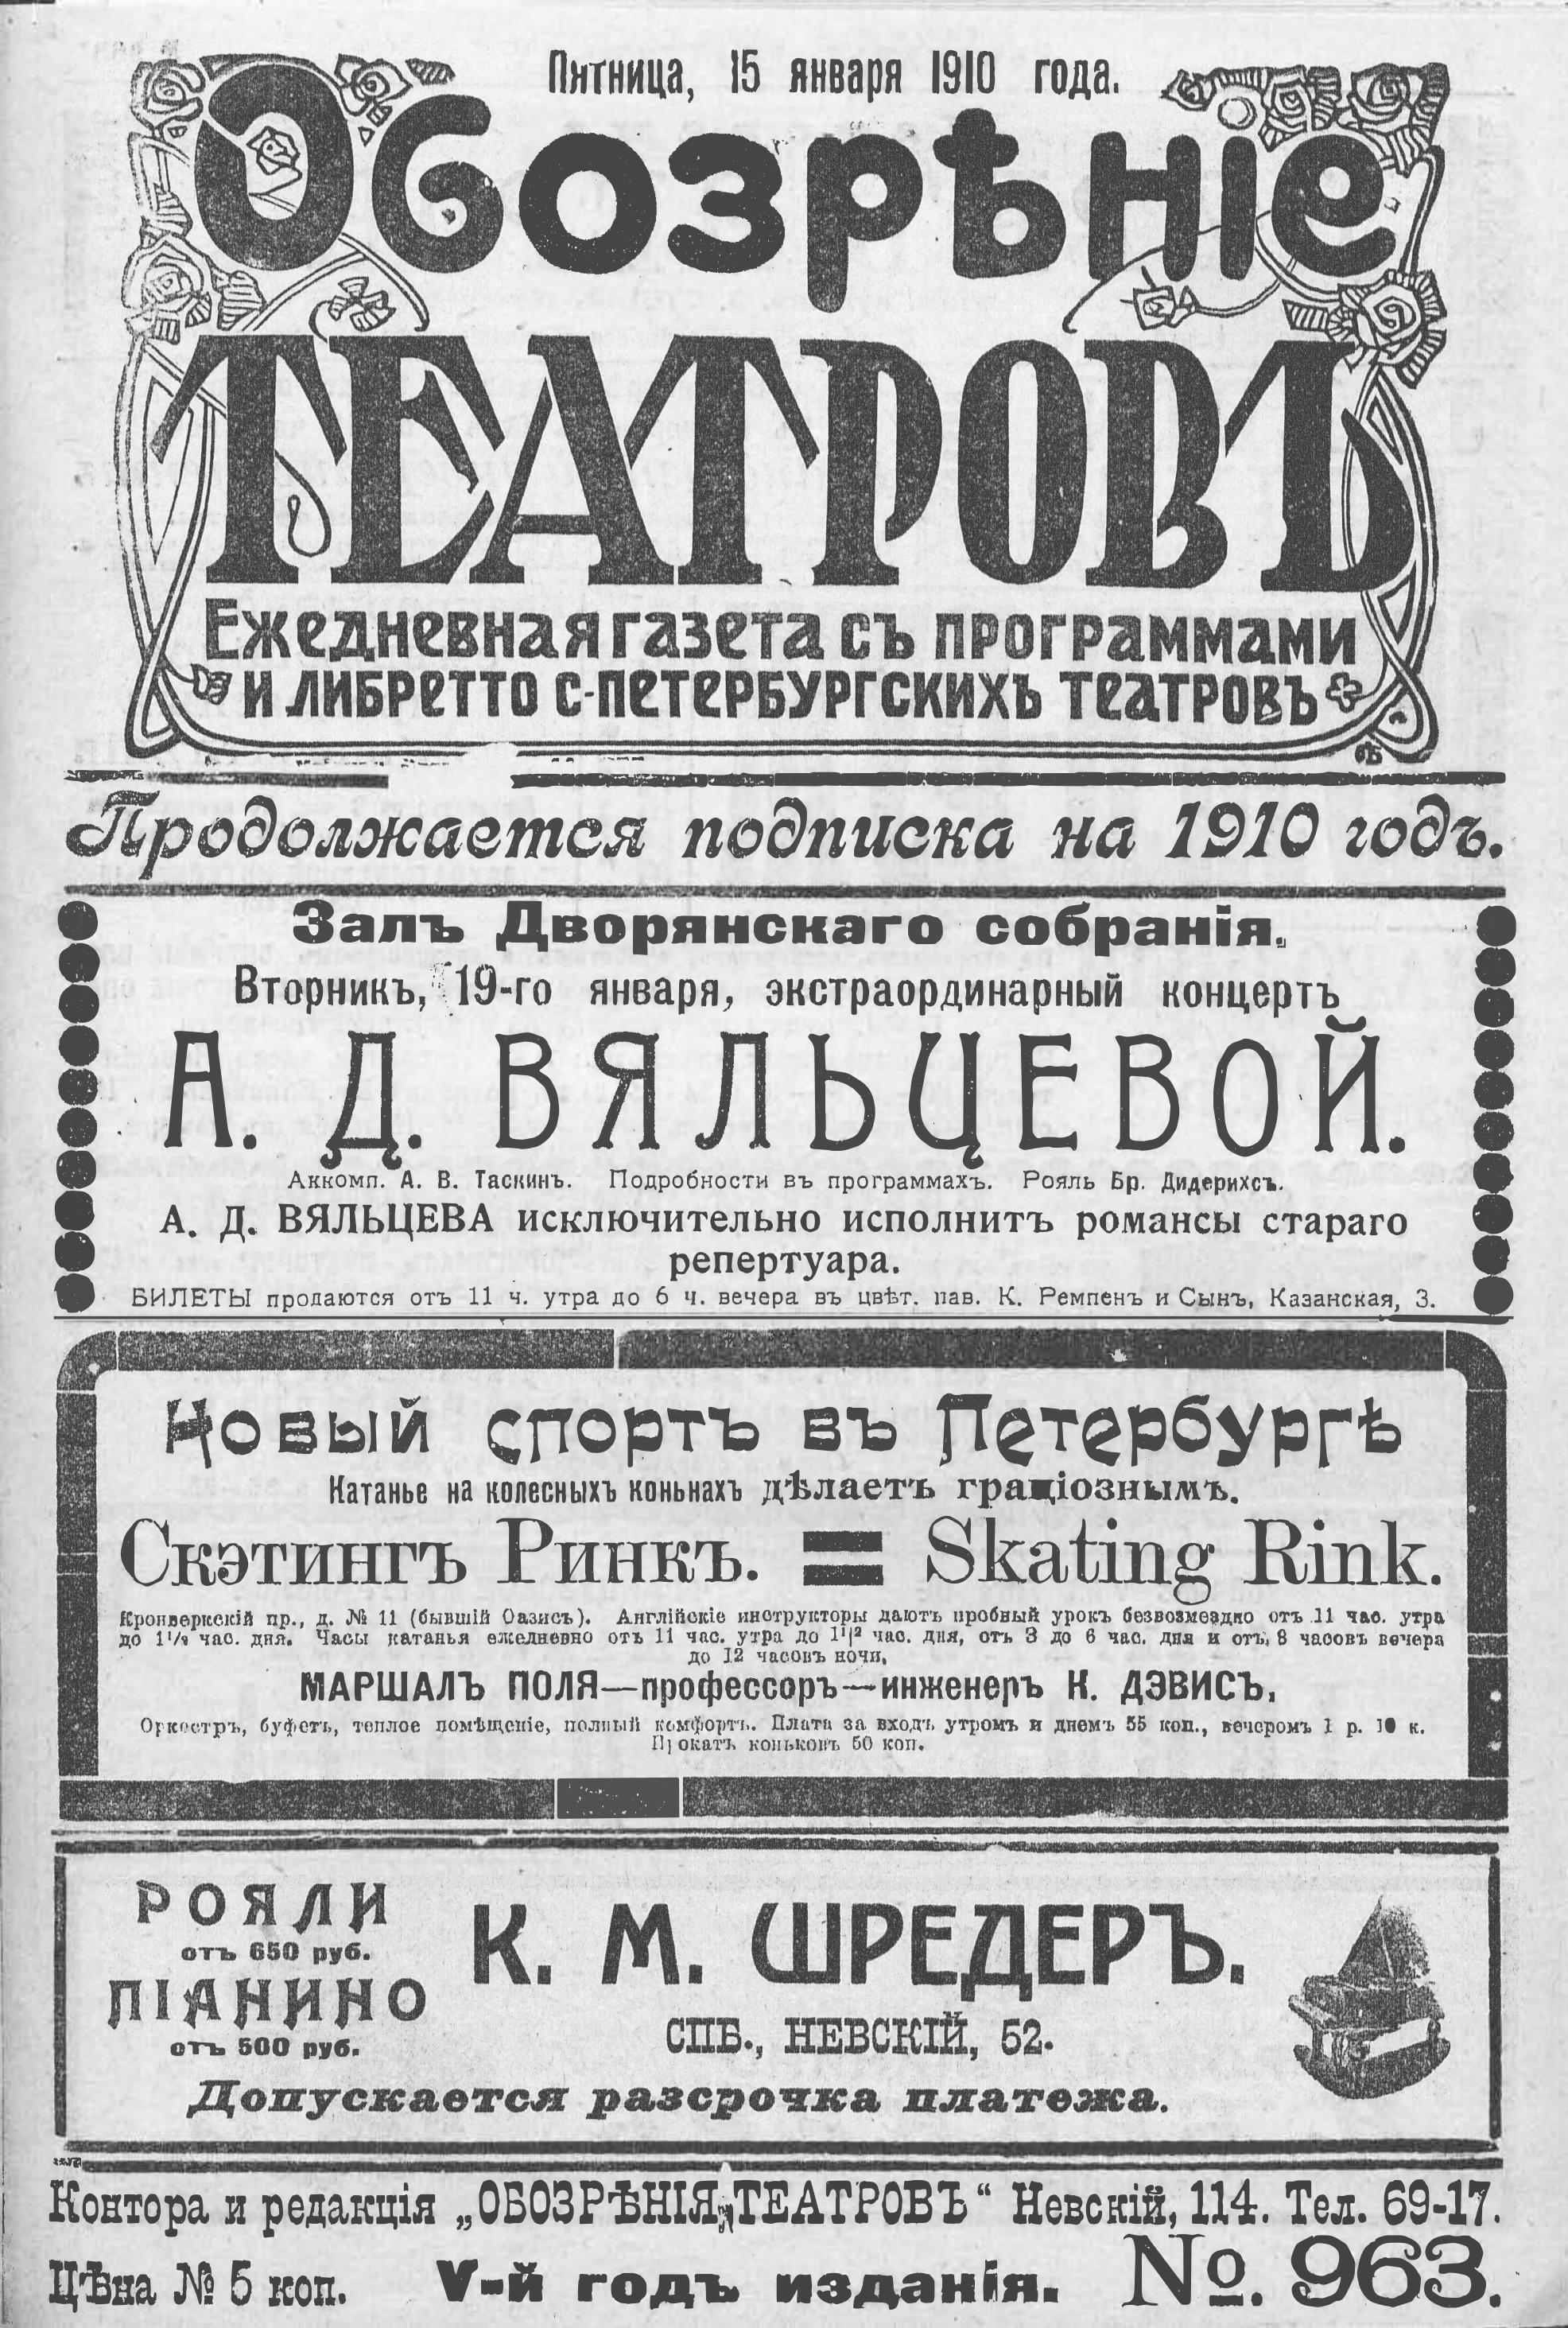 Пятница, 15 января 1910 года.
Обозрѣніе
ТЕАТРОВЪ
Ежедневная газета съ программами
и либретто С-Петербургскихъ театровъ
Продолжается подписка на 1910 годъ.
Залъ Дворянскаго собранія.
Вторникъ, 19-го января, экстраординарный концертъ
А. Д. ВЯЛЬЦЕВОЙ.
Аккомп. А. В. Таскинъ. Подробности въ программахъ. Рояль Бр. Дидерихсъ.
А. Д. ВЯЛЬЦЕВА исключительно исполнитъ романсы стараго
репертуара.
БИЛЕТЫ продаются отъ 11 ч. утра до 6 ч. вечера въ цвѣт. пав. К. Ремпенъ и Сынъ, Казанская, 3.
Новый спортъ въ Петербургѣ
Катанье на колесныхъ коньнахъ дѣлаетъ граціознымъ.
Скэтингъ Ринкъ. = Skating Rink.
Кронверкскій пр., д. № 11 (бывшій Оазисъ). Англійскіе инструкторы даютъ пробный урокъ безвозмездно отъ 11 час. утра
до 1½ час. дня. Часы катанья ежедневно отъ 11 час. утра до 1½ час. дня, отъ 3 до 6 час. дня и отъ 8 часовъ вечера
до 12 часовъ ночи.
МАРШАЛЪ ПОЛЯ—профессоръ—инженеръ К. ДЭВИСЪ.
Оркестръ, буфетъ, теплое помѣщеніе, полный комфортъ. Плата за входъ утромъ и днемъ 55 коп., вечеромъ 1 р. 10 к.
Прокатъ коньковъ 50 коп.
РОЯЛИ
отъ 650 руб.
ПІАНИНО
отъ 500 руб.
К. М. ШРЕДЕРЪ.
СПБ., НЕВСКІЙ, 52.
Допускается разсрочка платежа.
Контора и редакція „ОБОЗРѢНІЯ ТЕАТРОВЪ“ Невскій, 114. Тел. 69-17.
Цѣна № 5 коп. V-й годъ изданія. №. 963.